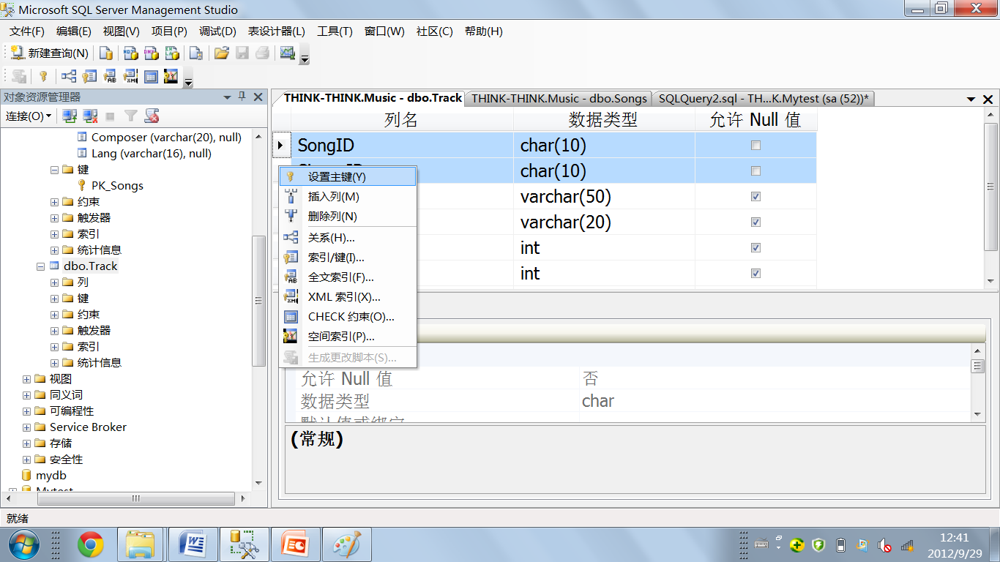 Microsoft SQL Server Management Studio
文件(F) 编辑(E) 视图(V) 项目(P) 调试(D) 表设计器(L) 工具(T) 窗口(W) 社区(C) 帮助(H)
新建查询(N)
对象资源管理器
连接(O)
Composer (varchar(20), null)
Lang (varchar(16), null)
键
PK_Songs
约束
触发器
索引
统计信息
dbo.Track
列
键
约束
触发器
索引
统计信息
视图
同义词
可编程性
Service Broker
存储
安全性
mydb
Mytest
THINK-THINK.Music - dbo.Track
THINK-THINK.Music - dbo.Songs
SQLQuery2.sql - TH...K.Mytest (sa (52))*
列名 数据类型 允许 Null 值
SongID char(10)
char(10)
varchar(50)
varchar(20)
int
int
设置主键(Y)
插入列(M)
删除列(N)
关系(H)...
索引/键(I)...
全文索引(F)...
XML 索引(X)...
CHECK 约束(O)...
空间索引(P)...
生成更改脚本(S)...
允许 Null 值 否
数据类型 char
默认值或绑定
(常规)
就绪
12:41
2012/9/29